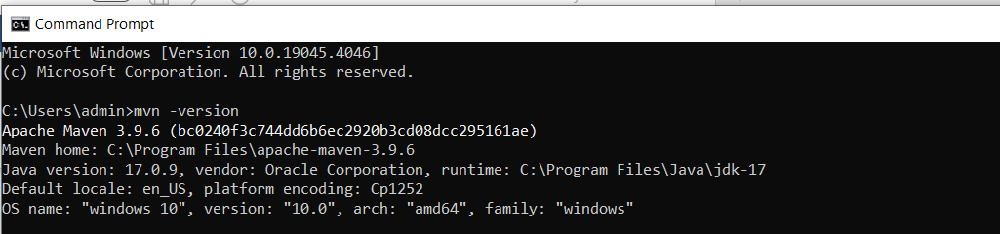 Command Prompt
Microsoft Windows [Version 10.0.19045.4046]
(c) Microsoft Corporation. All rights reserved.
C:\Users\admin>mvn -version
Apache Maven 3.9.6 (bc0240f3c744dd6b6ec2920b3cd08dcc295161ae)
Maven home: C:\Program Files\apache-maven-3.9.6
Java version: 17.0.9, vendor: Oracle Corporation, runtime: C:\Program Files\Java\jdk-17
Default locale: en_US, platform encoding: Cp1252
OS name: "windows 10", version: "10.0", arch: "amd64", family: "windows"